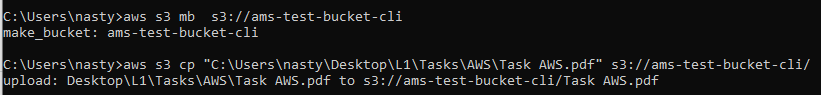 C:\Users\nasty>aws s3 mb  s3://ams-test-bucket-cli
make_bucket: ams-test-bucket-cli
C:\Users\nasty>aws s3 cp "C:\Users\nasty\Desktop\L1\Tasks\AWS\Task AWS.pdf" s3://ams-test-bucket-cli/
upload: Desktop\L1\Tasks\AWS\Task AWS.pdf to s3://ams-test-bucket-cli/Task AWS.pdf